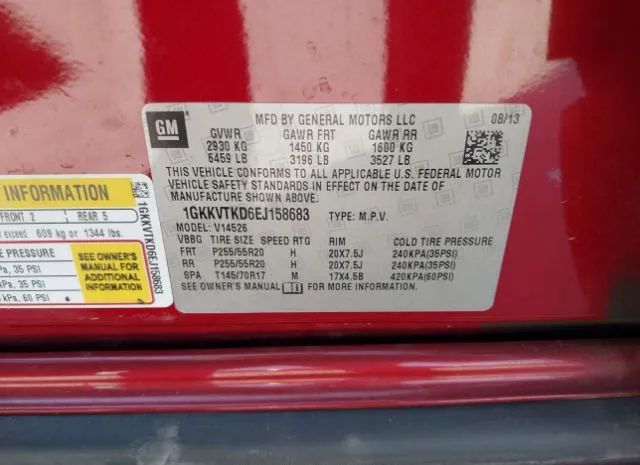 GM
MFD BY GENERAL MOTORS LLC 08/13
GVWR GAWR FRT GAWR RR
2930 KG 1450 KG 1600 KG
6459 LB 3196 LB 3527 LB
THIS VEHICLE CONFORMS TO ALL APPLICABLE U.S. FEDERAL MOTOR
VEHICLE SAFETY STANDARDS IN EFFECT ON THE DATE OF
MANUFACTURE SHOWN ABOVE.
1GKKVTKD6EJ158683 TYPE: M.P.V.
MODEL: V14526
VBBG TIRE SIZE SPEED RTG RIM COLD TIRE PRESSURE
FRT P255/55R20 H 20X7.5J 240KPA(35PSI)
RR P255/55R20 H 20X7.5J 240KPA(35PSI)
SPA T145/70R17 M 17X4.5B 420KPA(60PSI)
SEE OWNER'S MANUAL FOR MORE INFORMATION.
INFORMATION
FRONT 2 REAR 5
exceed 609 kg or 1344 lbs.
PRESSURE
35 PSI
35 PSI
kPa, 60 PSI
SEE OWNER'S
MANUAL FOR
ADDITIONAL
INFORMATION
1GKKVTKD6EJ158683